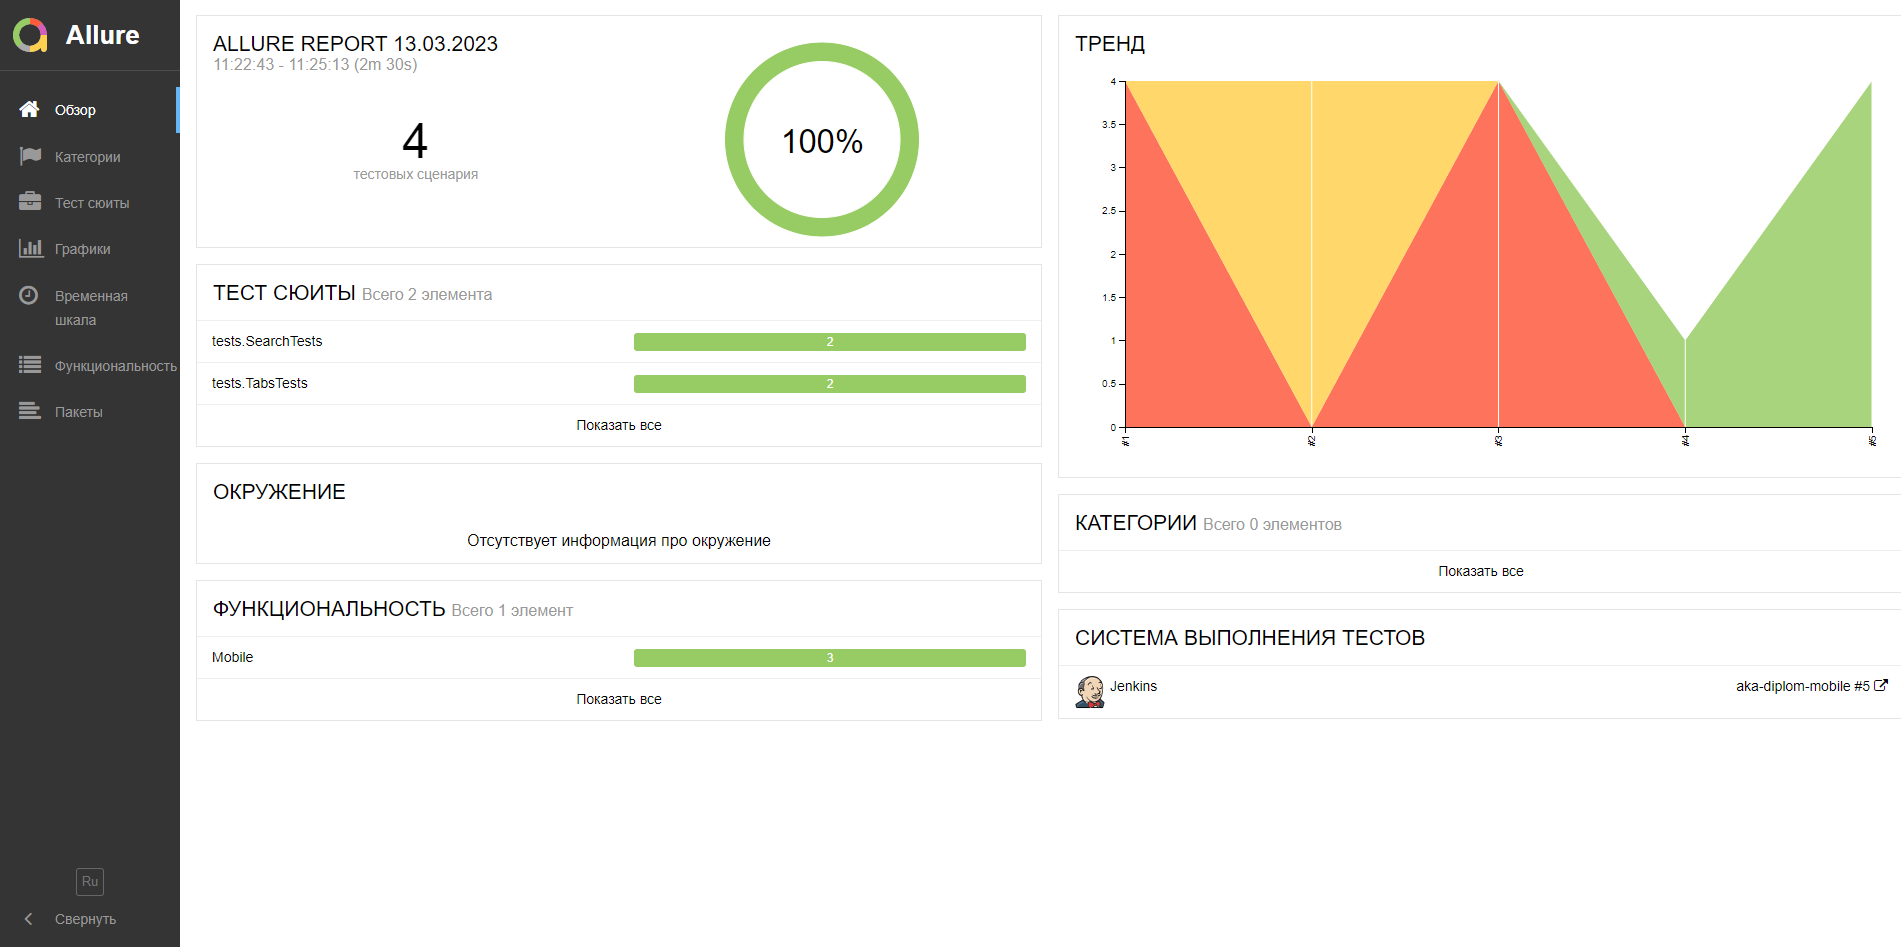 Allure
Обзор
Категории
Тест сюиты
Графики
Временная
шкала
Функциональность
Пакеты
Ru
Свернуть
ALLURE REPORT 13.03.2023
11:22:43 - 11:25:13 (2m 30s)
4
тестовых сценария
100%
ТЕСТ СЮИТЫ Всего 2 элемента
tests.SearchTests 2
tests.TabsTests 2
Показать все
ОКРУЖЕНИЕ
Отсутствует информация про окружение
ФУНКЦИОНАЛЬНОСТЬ Всего 1 элемент
Mobile 3
Показать все
ТРЕНД
4
3.5
3
2.5
2
1.5
1
0.5
0
#1 #2 #3 #4 #5
КАТЕГОРИИ Всего 0 элементов
Показать все
СИСТЕМА ВЫПОЛНЕНИЯ ТЕСТОВ
Jenkins aka-diplom-mobile #5